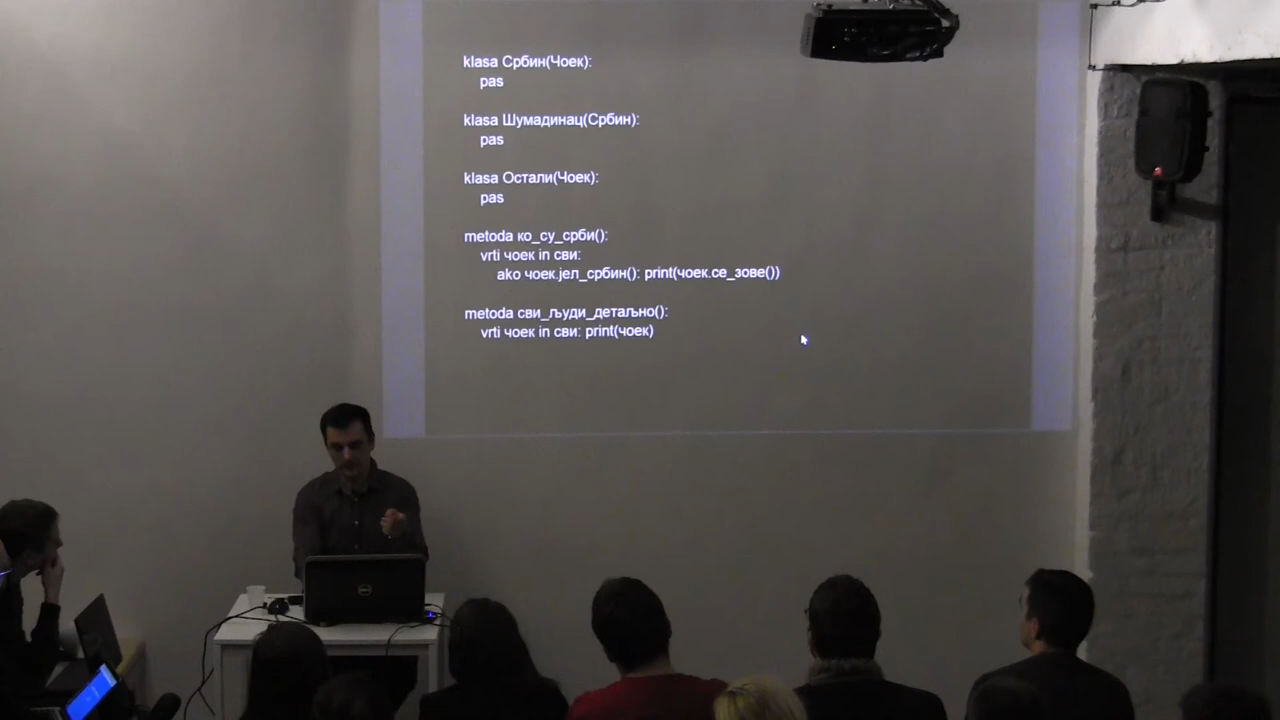 klasa Србин(Чоек):
pas
klasa Шумадинац(Србин):
pas
klasa Остали(Чоек):
pas
metoda ко_су_срби():
vrti чоек in сви:
ako чоек.јел_србин(): print(чоек.се_зове())
metoda сви_људи_детаљно():
vrti чоек in сви: print(чоек)
DELL